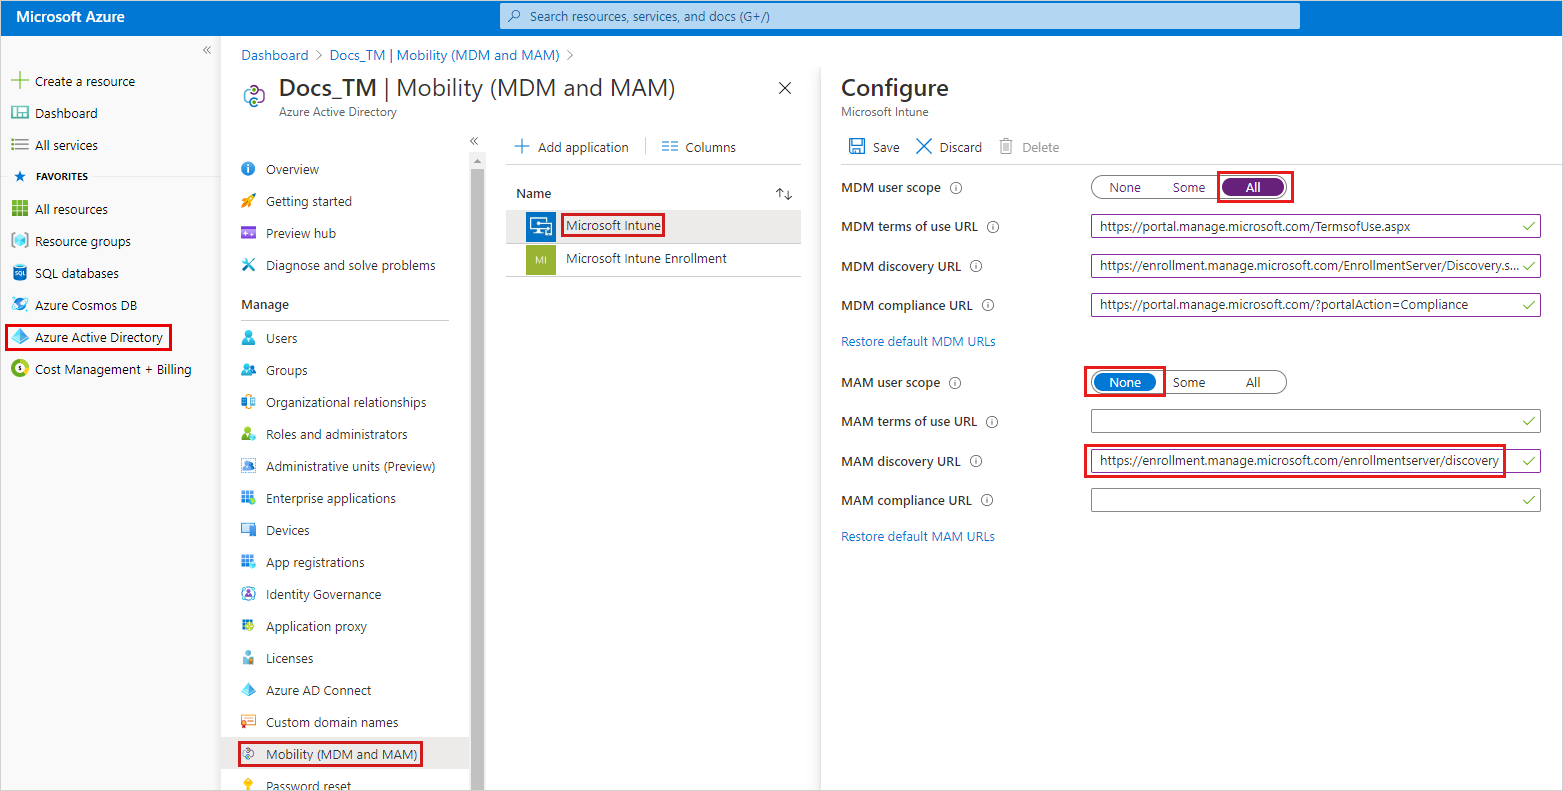 Microsoft Azure
Search resources, services, and docs (G+/)
Create a resource
Dashboard
All services
FAVORITES
All resources
Resource groups
SQL databases
Azure Cosmos DB
Azure Active Directory
Cost Management + Billing
Dashboard > Docs_TM | Mobility (MDM and MAM) >
Docs_TM | Mobility (MDM and MAM)
Azure Active Directory
Overview
Getting started
Preview hub
Diagnose and solve problems
Manage
Users
Groups
Organizational relationships
Roles and administrators
Administrative units (Preview)
Enterprise applications
Devices
App registrations
Identity Governance
Application proxy
Licenses
Azure AD Connect
Custom domain names
Mobility (MDM and MAM)
Password reset
Add application
Columns
Name
Microsoft Intune
MI Microsoft Intune Enrollment
Configure
Microsoft Intune
Save Discard Delete
MDM user scope None Some All
MDM terms of use URL https://portal.manage.microsoft.com/TermsofUse.aspx
MDM discovery URL https://enrollment.manage.microsoft.com/EnrollmentServer/Discovery.s...
MDM compliance URL https://portal.manage.microsoft.com/?portalAction=Compliance
Restore default MDM URLs
MAM user scope None Some All
MAM terms of use URL
MAM discovery URL https://enrollment.manage.microsoft.com/enrollmentserver/discovery
MAM compliance URL
Restore default MAM URLs